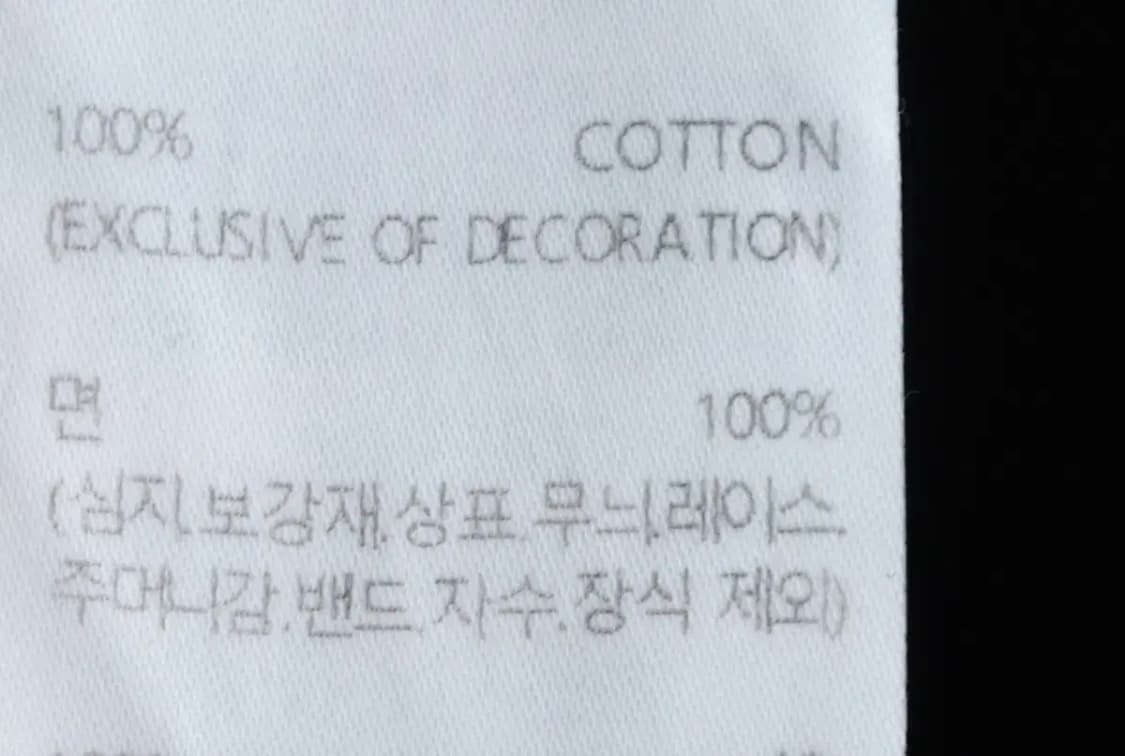 100% COTTON
(EXCLUSIVE OF DECORATION)
면 100%
(심지.보강재.상표.무늬.레이스.
주머니감.밴드.자수.장식 제외)